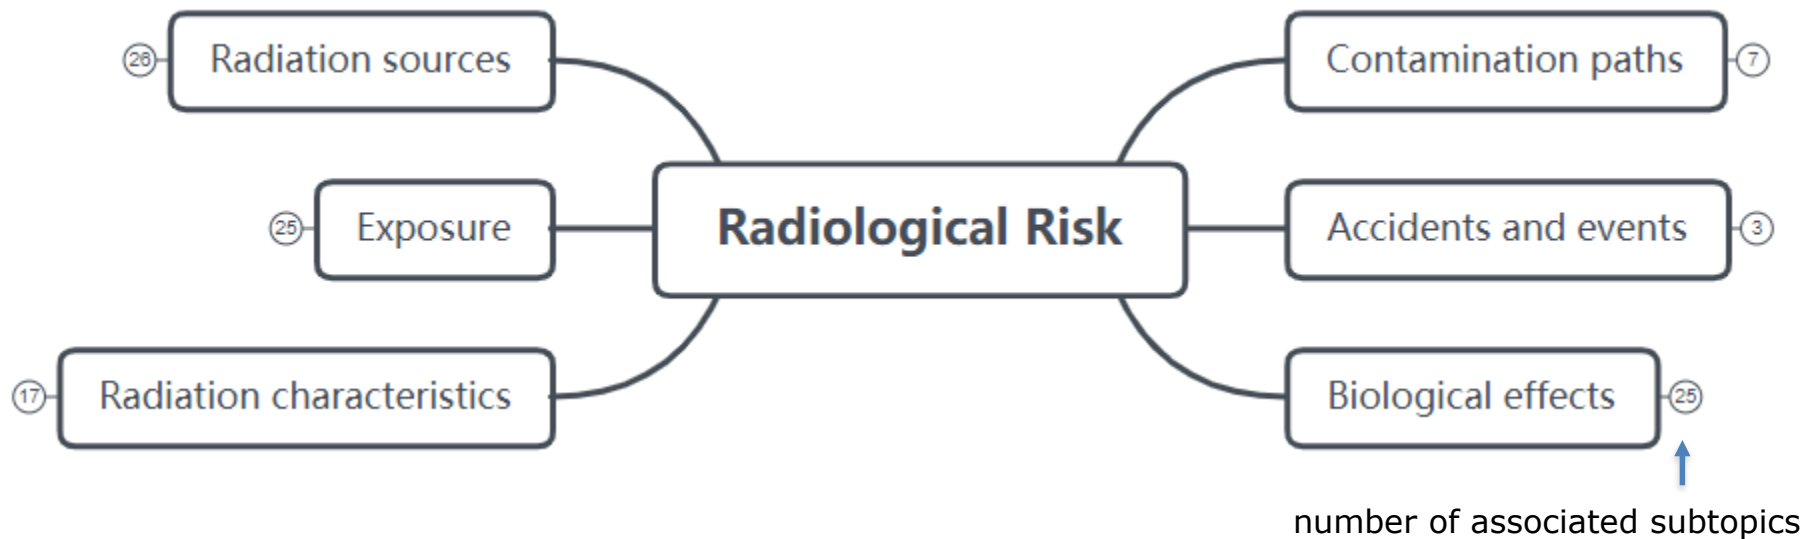 26
Radiation sources
Contamination paths
7
25
Exposure
Radiological Risk
Accidents and events
3
17
Radiation characteristics
Biological effects
25
number of associated subtopics